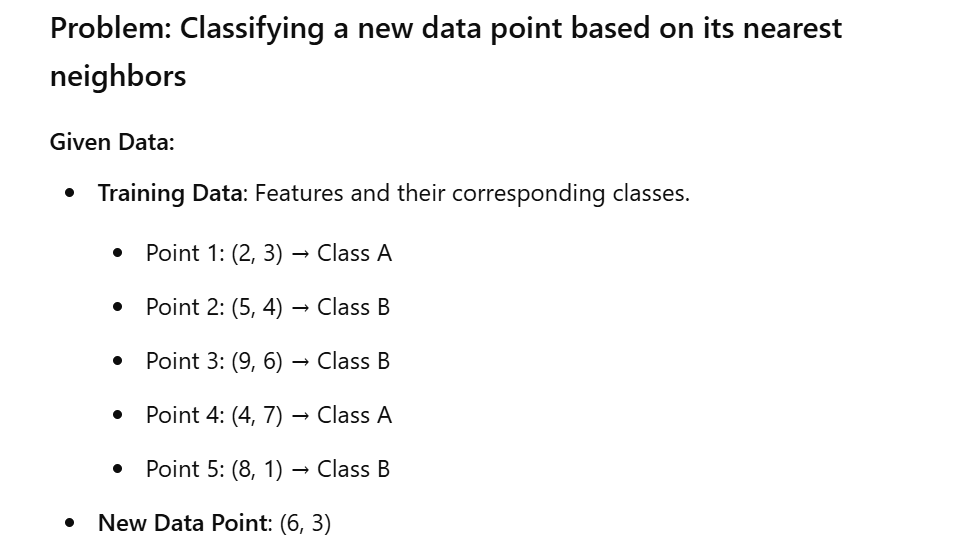 Problem: Classifying a new data point based on its nearest
neighbors
Given Data:
• Training Data: Features and their corresponding classes.
• Point 1: (2, 3) → Class A
• Point 2: (5, 4) → Class B
• Point 3: (9, 6) → Class B
• Point 4: (4, 7) → Class A
• Point 5: (8, 1) → Class B
• New Data Point: (6, 3)